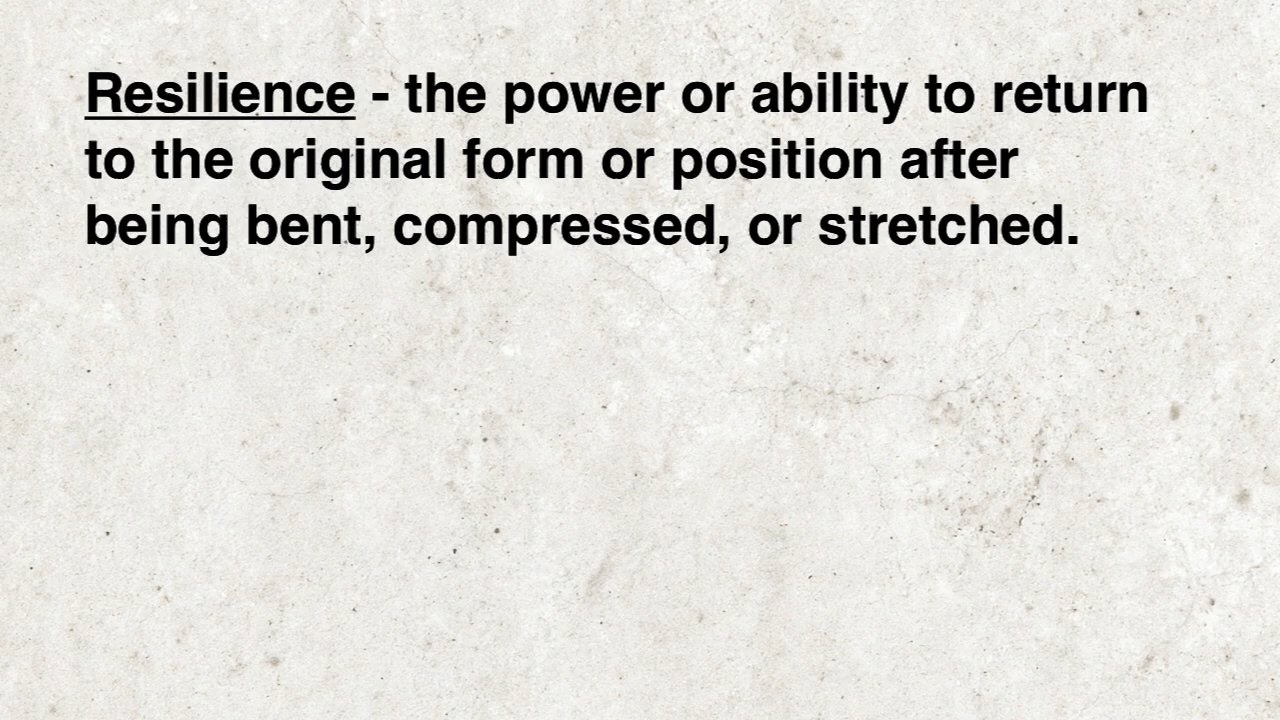 Resilience - the power or ability to return
to the original form or position after
being bent, compressed, or stretched.